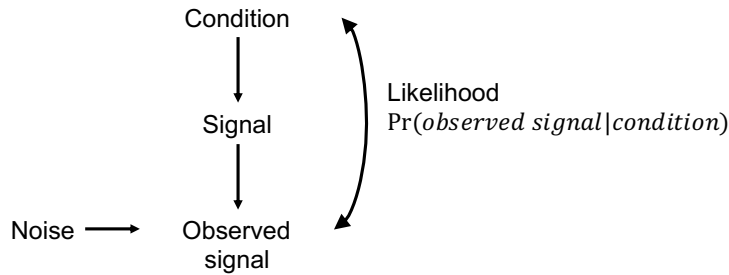 Condition
Likelihood
Pr(observed signal|condition)
Signal
Noise
Observed
signal